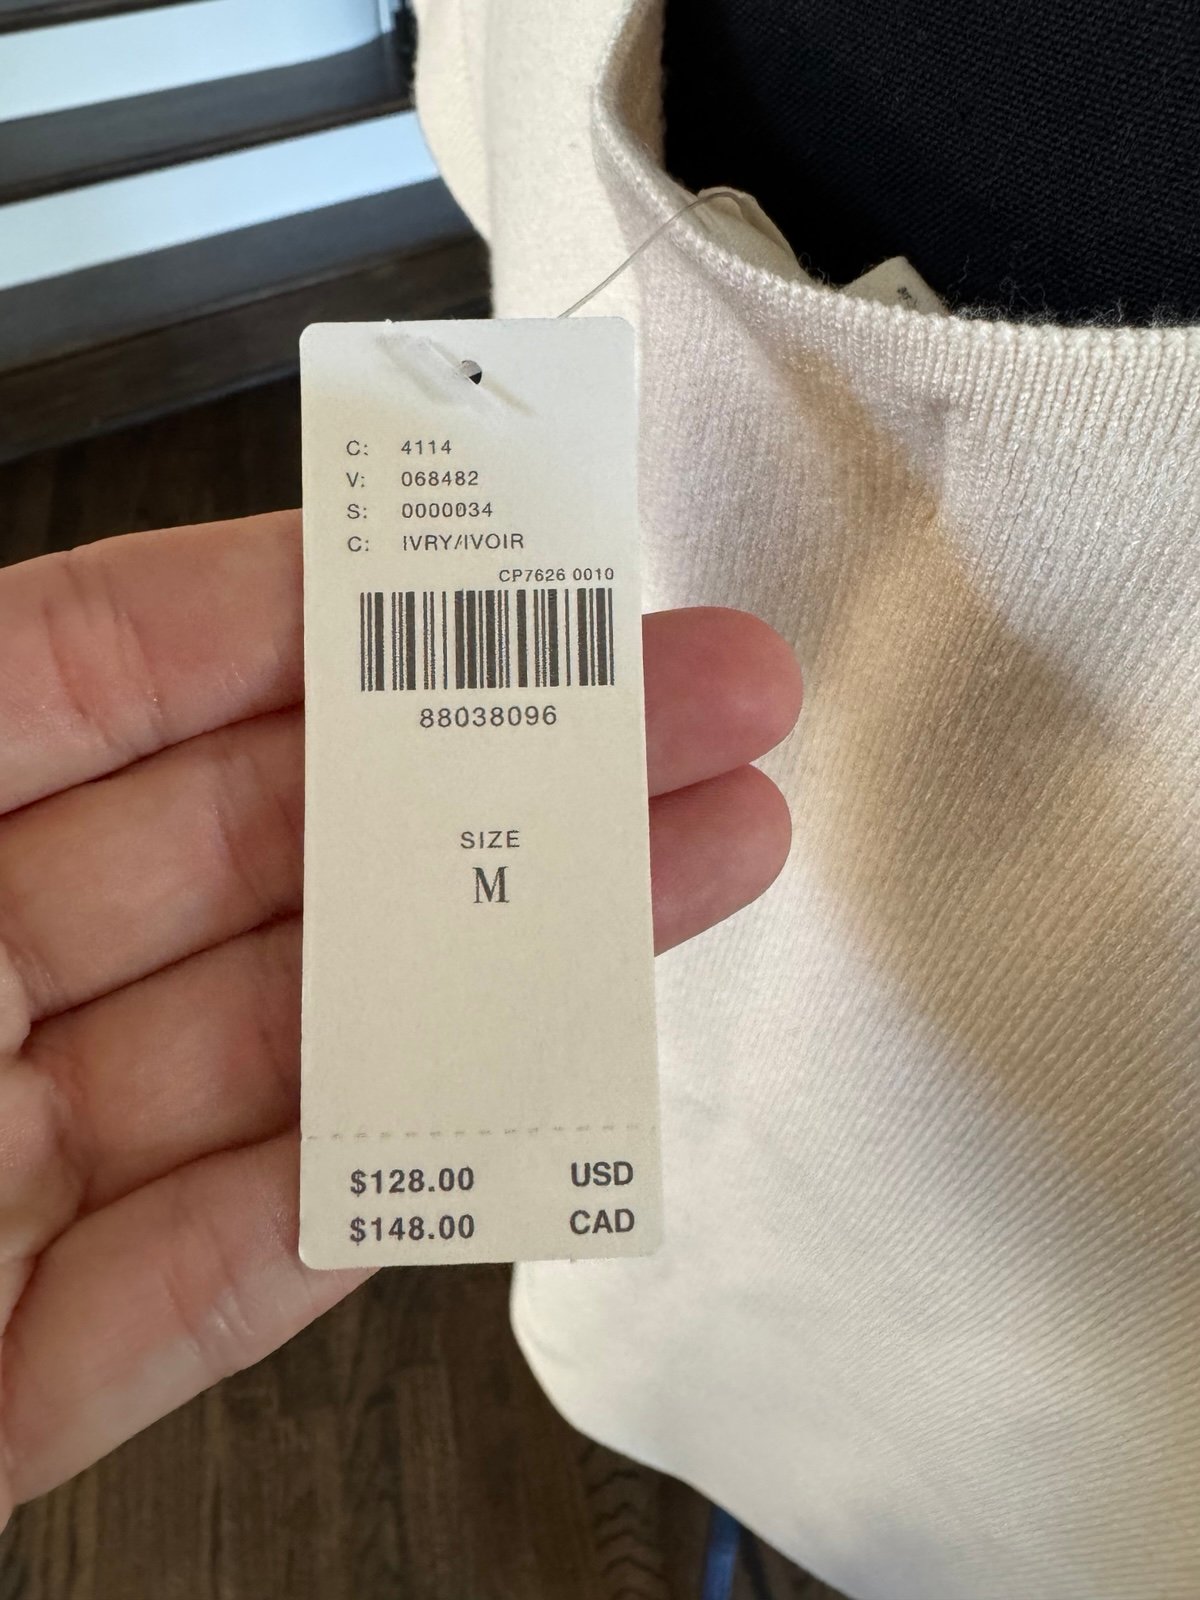 C: 4114
V: 068482
S: 0000034
C: IVRY/IVOIR
CP7626 0010
88038096
SIZE
M
$128.00 USD
$148.00 CAD